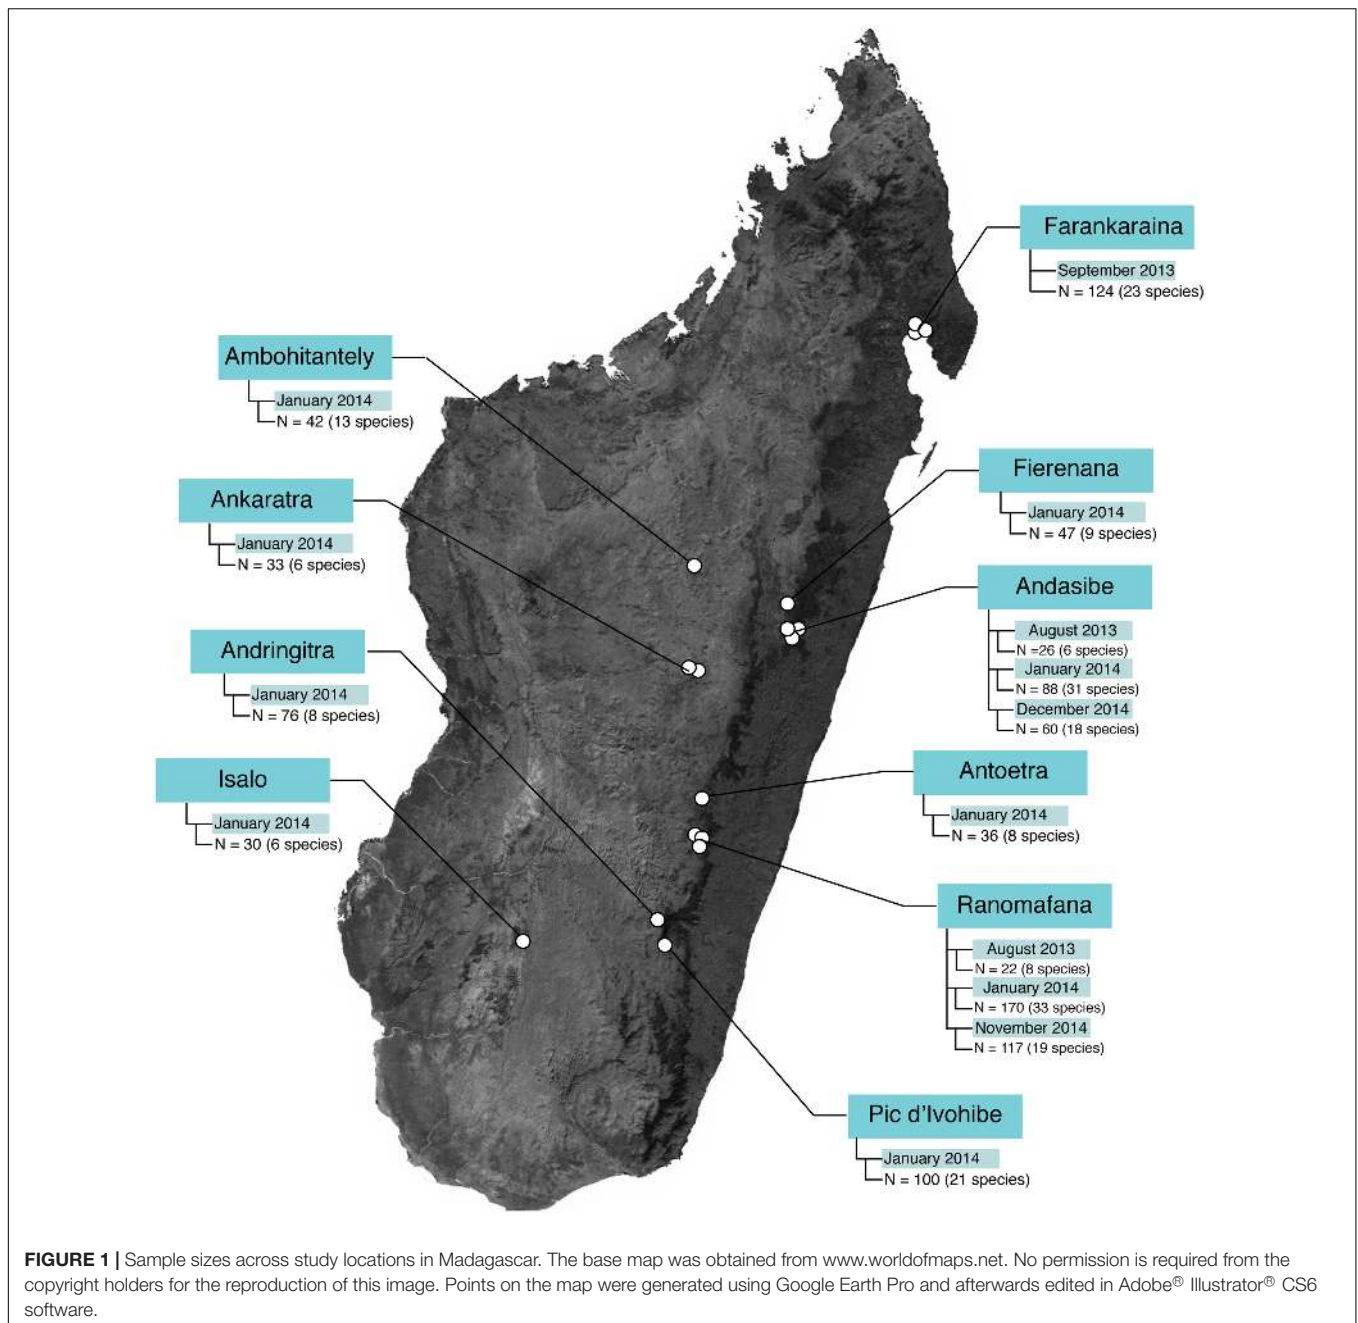 Farankaraina
September 2013
N = 124 (23 species)
Ambohitantely
January 2014
N = 42 (13 species)
Fierenana
January 2014
N = 47 (9 species)
Ankaratra
January 2014
N = 33 (6 species)
Andasibe
August 2013
N =26 (6 species)
January 2014
N = 88 (31 species)
December 2014
N = 60 (18 species)
Andringitra
January 2014
N = 76 (8 species)
Antoetra
January 2014
N = 36 (8 species)
Isalo
January 2014
N = 30 (6 species)
Ranomafana
August 2013
N = 22 (8 species)
January 2014
N = 170 (33 species)
November 2014
N = 117 (19 species)
Pic d'Ivohibe
January 2014
N = 100 (21 species)
FIGURE 1 | Sample sizes across study locations in Madagascar. The base map was obtained from www.worldofmaps.net. No permission is required from the
copyright holders for the reproduction of this image. Points on the map were generated using Google Earth Pro and afterwards edited in Adobe® Illustrator® CS6
software.